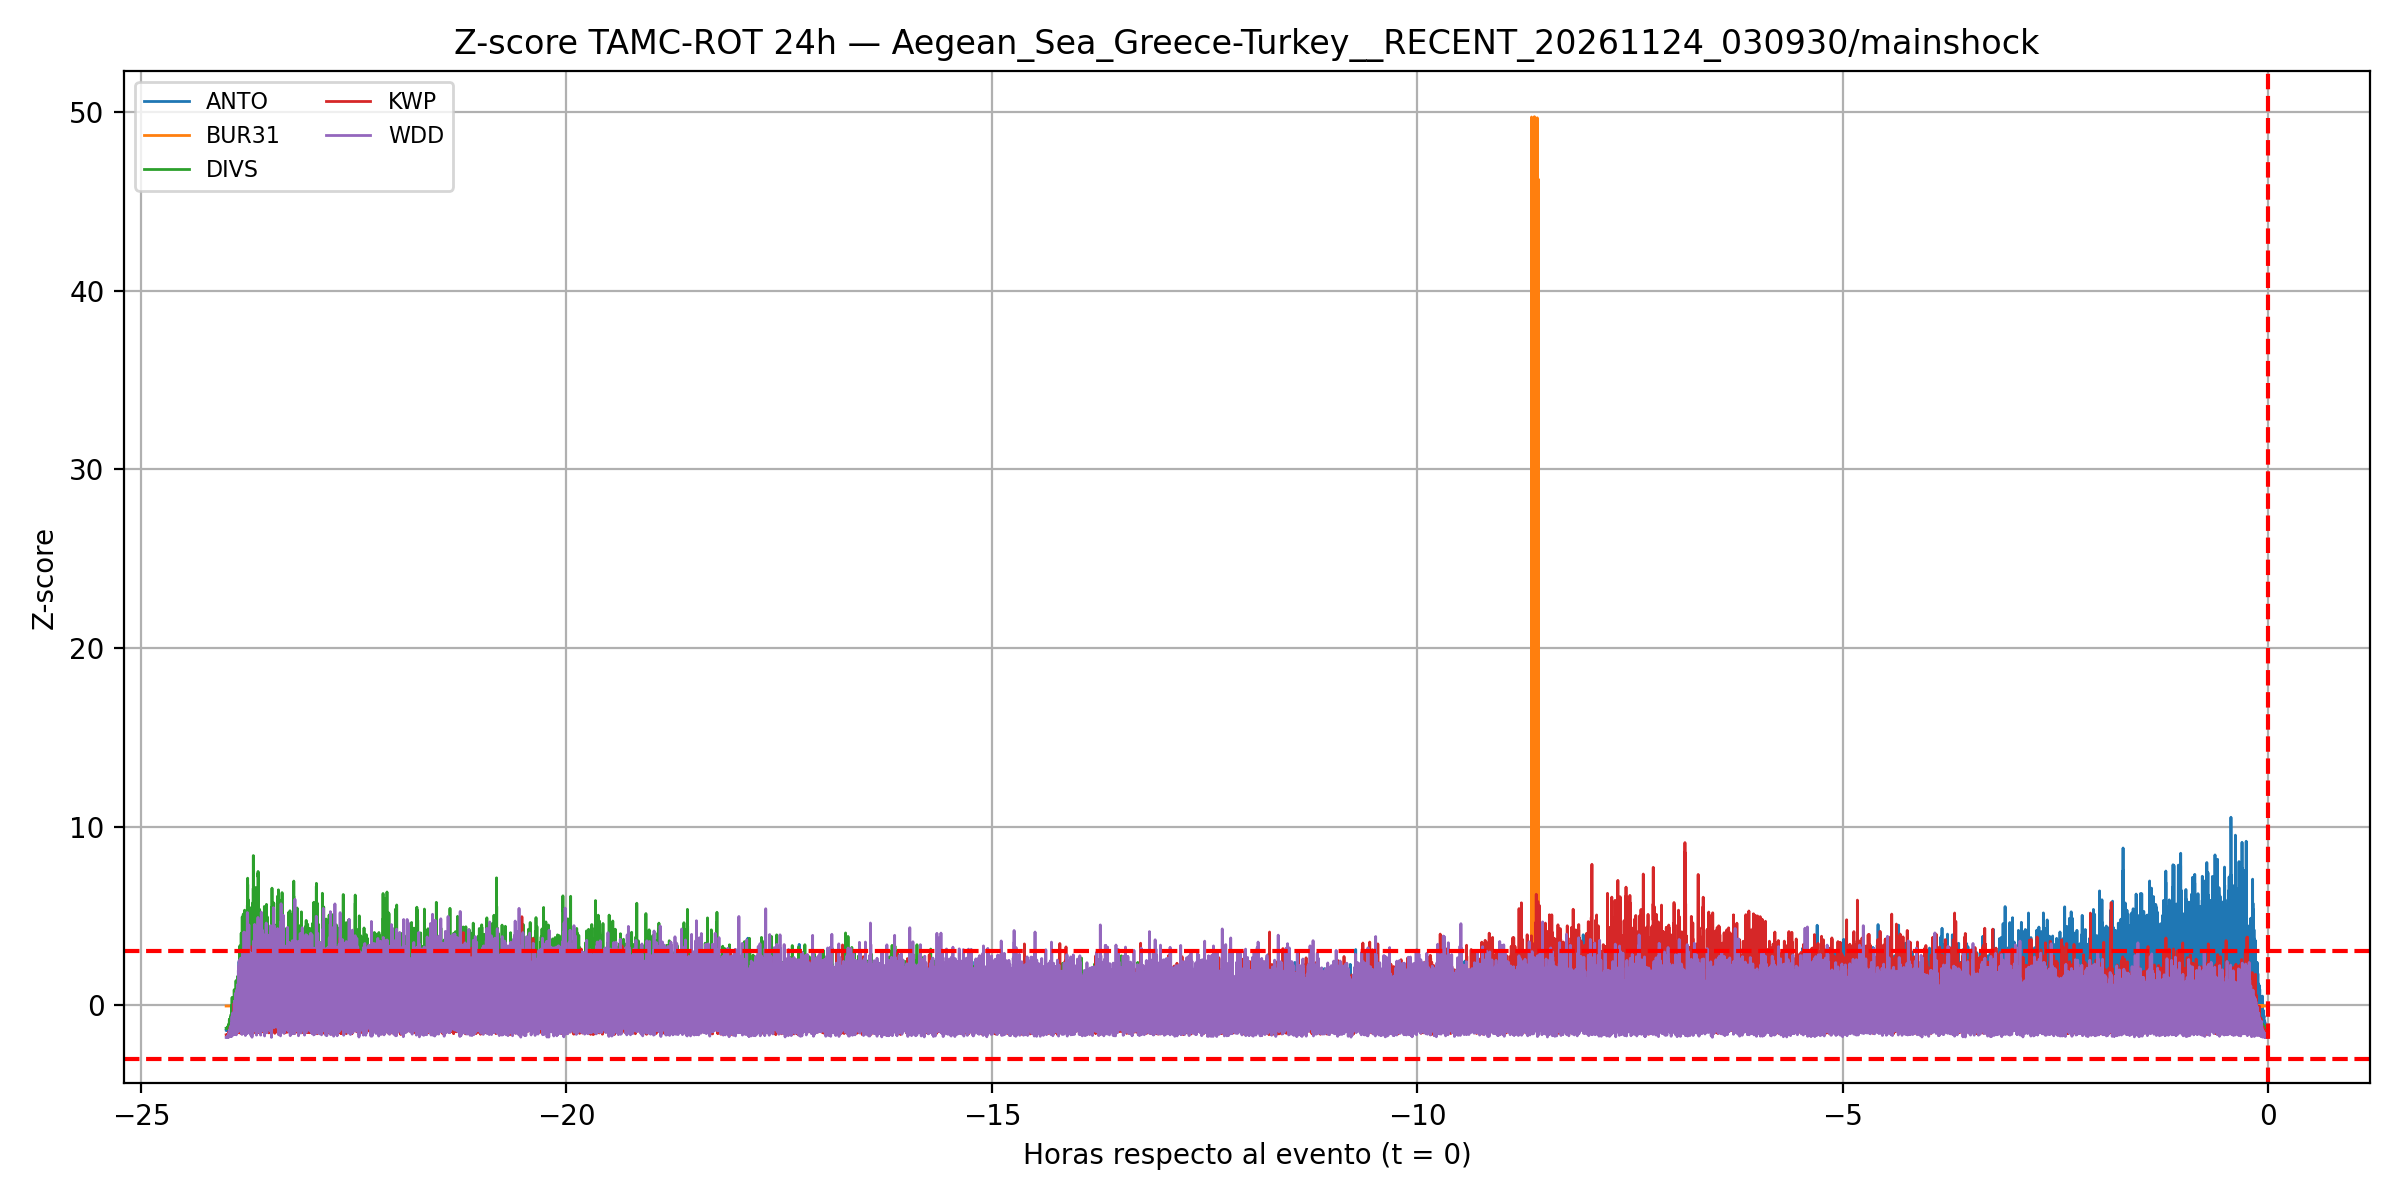 Z-score TAMC-ROT 24h — Aegean_Sea_Greece-Turkey__RECENT_20261124_030930/mainshock
ANTO
BUR31
DIVS
KWP
WDD
Z-score
50
40
30
20
10
0
−25
−20
−15
−10
−5
0
Horas respecto al evento (t = 0)